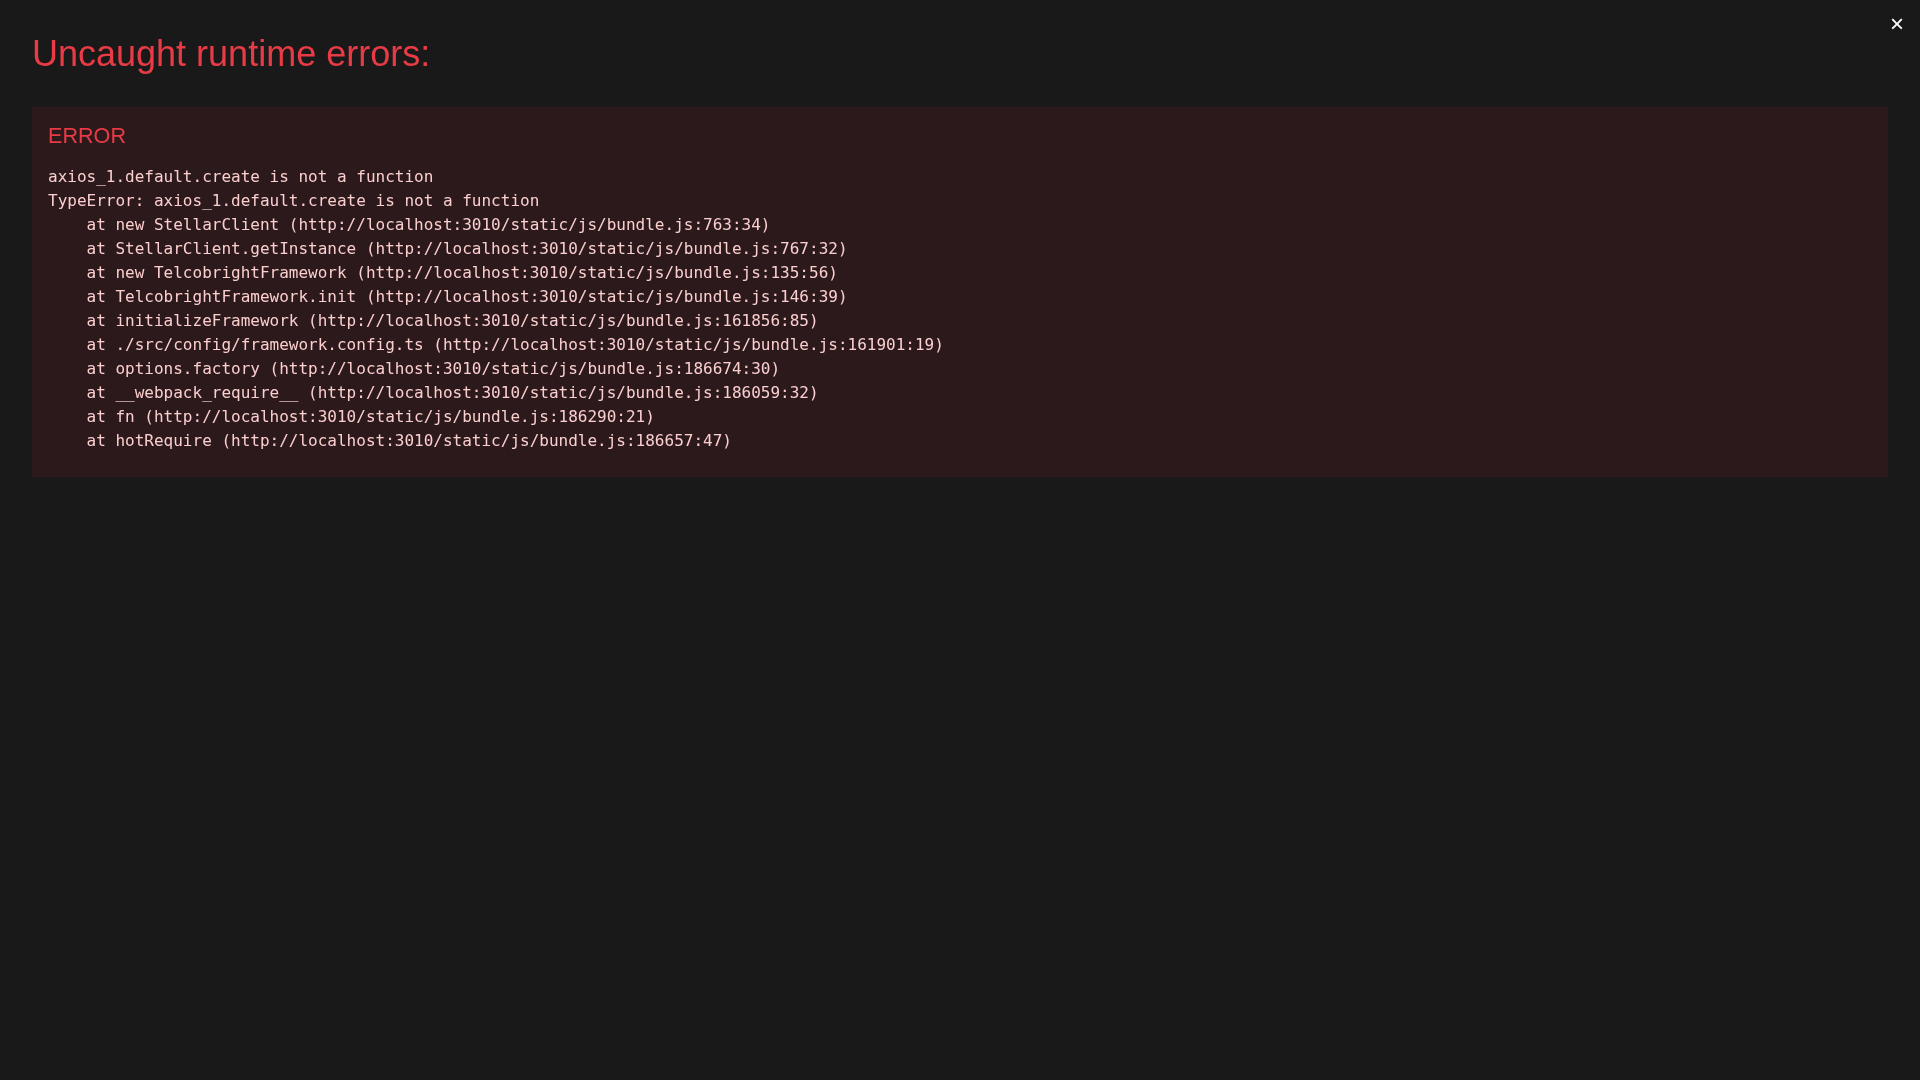 ×
Uncaught runtime errors:
ERROR
axios_1.default.create is not a function
TypeError: axios_1.default.create is not a function
    at new StellarClient (http://localhost:3010/static/js/bundle.js:763:34)
    at StellarClient.getInstance (http://localhost:3010/static/js/bundle.js:767:32)
    at new TelcobrightFramework (http://localhost:3010/static/js/bundle.js:135:56)
    at TelcobrightFramework.init (http://localhost:3010/static/js/bundle.js:146:39)
    at initializeFramework (http://localhost:3010/static/js/bundle.js:161856:85)
    at ./src/config/framework.config.ts (http://localhost:3010/static/js/bundle.js:161901:19)
    at options.factory (http://localhost:3010/static/js/bundle.js:186674:30)
    at __webpack_require__ (http://localhost:3010/static/js/bundle.js:186059:32)
    at fn (http://localhost:3010/static/js/bundle.js:186290:21)
    at hotRequire (http://localhost:3010/static/js/bundle.js:186657:47)